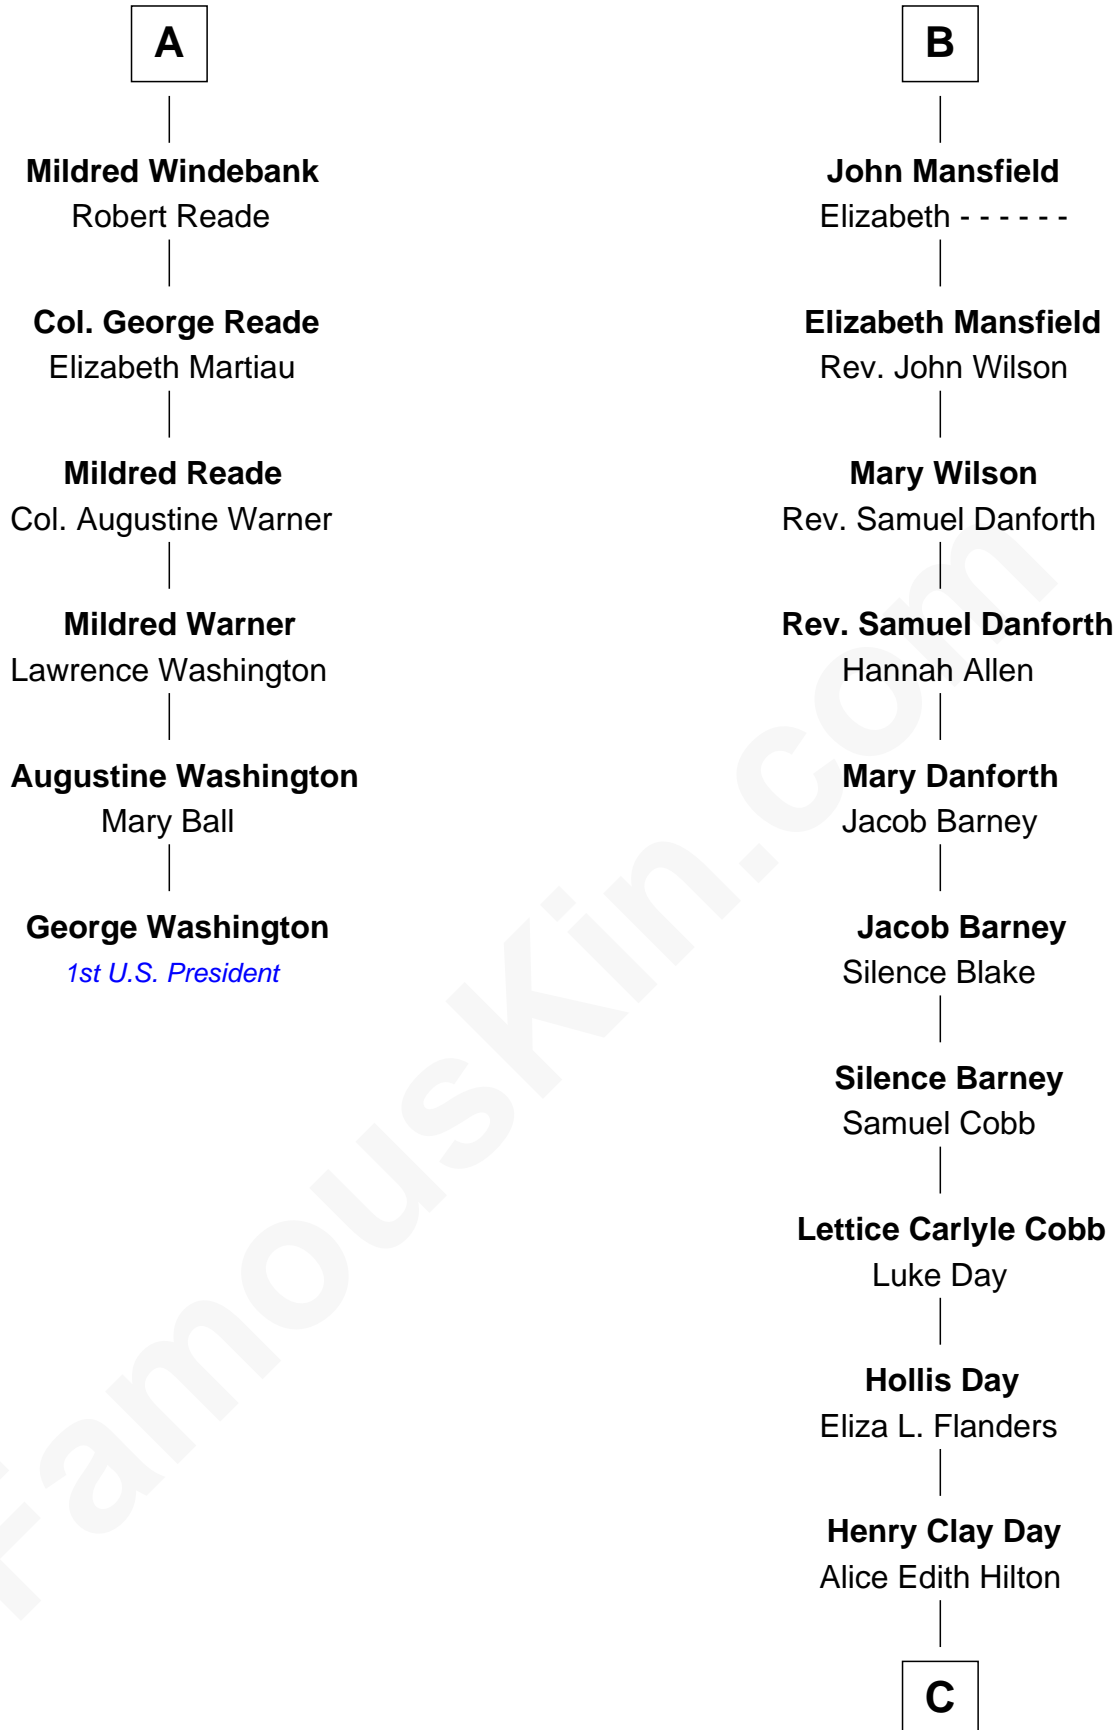 A
Mildred Windebank
Robert Reade
Col. George Reade
Elizabeth Martiau
Mildred Reade
Col. Augustine Warner
Mildred Warner
Lawrence Washington
Augustine Washington
Mary Ball
George Washington
1st U.S. President
B
John Mansfield
Elizabeth - - - - - -
Elizabeth Mansfield
Rev. John Wilson
Mary Wilson
Rev. Samuel Danforth
Rev. Samuel Danforth
Hannah Allen
Mary Danforth
Jacob Barney
Jacob Barney
Silence Blake
Silence Barney
Samuel Cobb
Lettice Carlyle Cobb
Luke Day
Hollis Day
Eliza L. Flanders
Henry Clay Day
Alice Edith Hilton
C
FamousKin.com